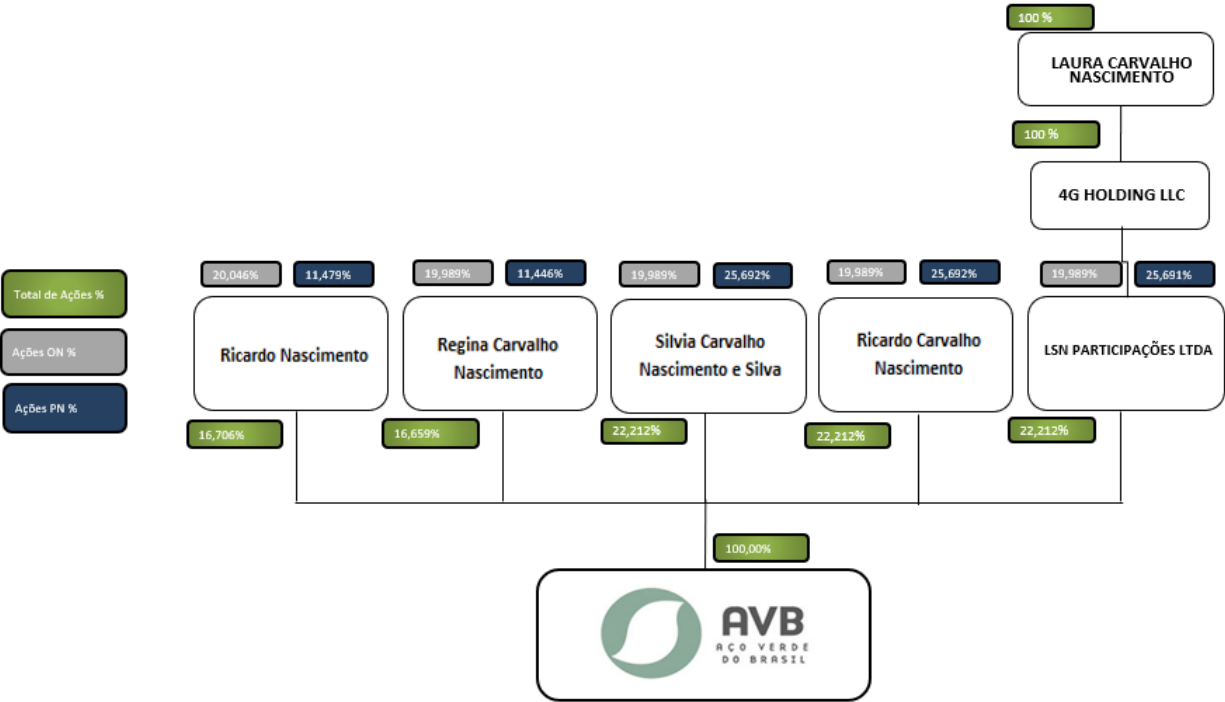 100 %
LAURA CARVALHO
NASCIMENTO
100 %
4G HOLDING LLC
Total de Ações %
Ações ON %
Ações PN %
20,046%
11,479%
Ricardo Nascimento
16,706%
19,989%
11,446%
Regina Carvalho
Nascimento
16,659%
19,989%
25,692%
Silvia Carvalho
Nascimento e Silva
22,212%
19,989%
25,692%
Ricardo Carvalho
Nascimento
22,212%
19,989%
25,691%
LSN PARTICIPAÇÕES LTDA
22,212%
100,00%
AVB
AÇO VERDE
DO BRASIL